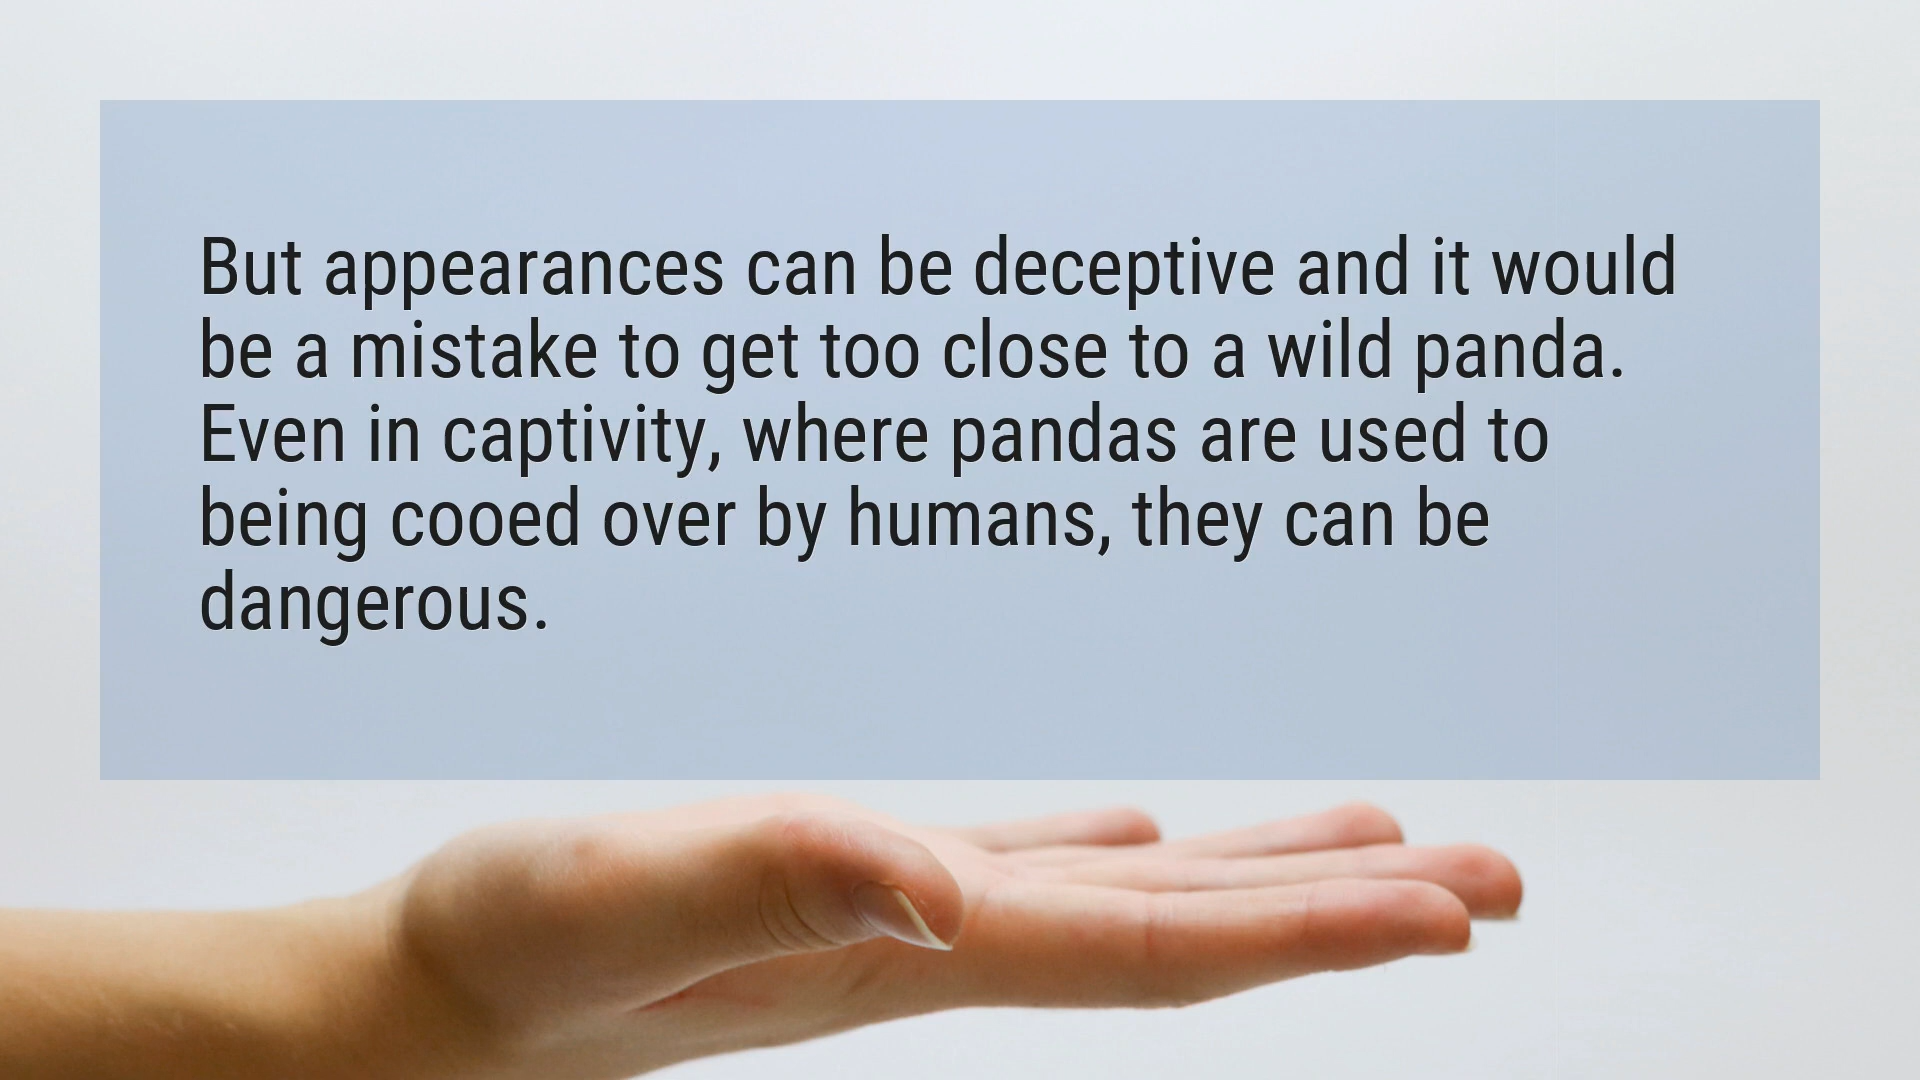 But appearances can be deceptive and it would
be a mistake to get too close to a wild panda.
Even in captivity, where pandas are used to
being cooed over by humans, they can be
dangerous.